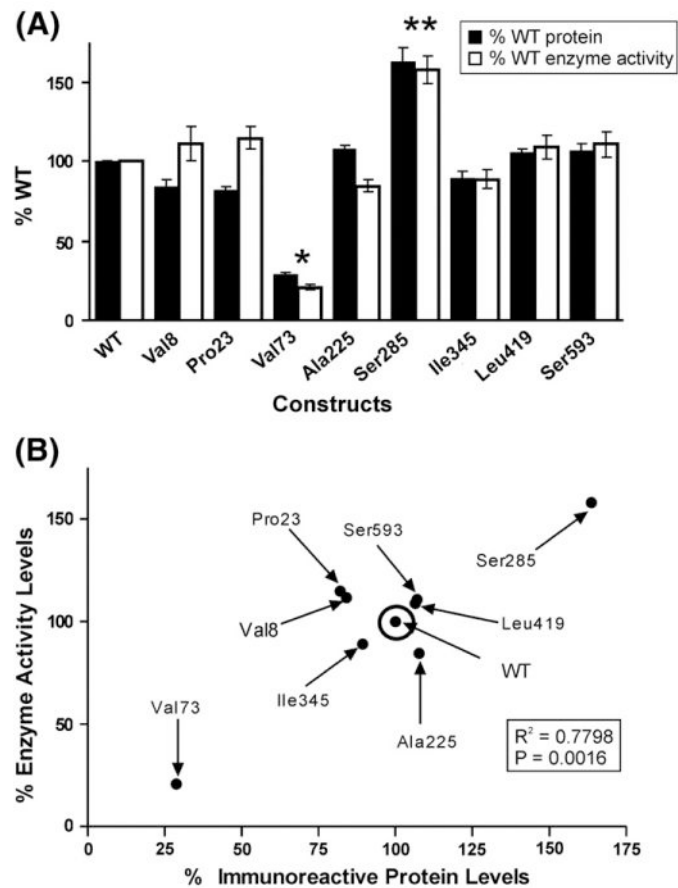 (A)
**
% WT protein
% WT enzyme activity
150
100
50
0
% WT
*
WT
Val8
Pro23
Val73
Ala225
Ser285
Ile345
Leu419
Ser593
Constructs
(B)
% Enzyme Activity Levels
150
100
50
0
Pro23
Ser593
Ser285
Val8
Leu419
WT
Ile345
Val73
Ala225
R² = 0.7798
P = 0.0016
0 25 50 75 100 125 150 175
% Immunoreactive Protein Levels